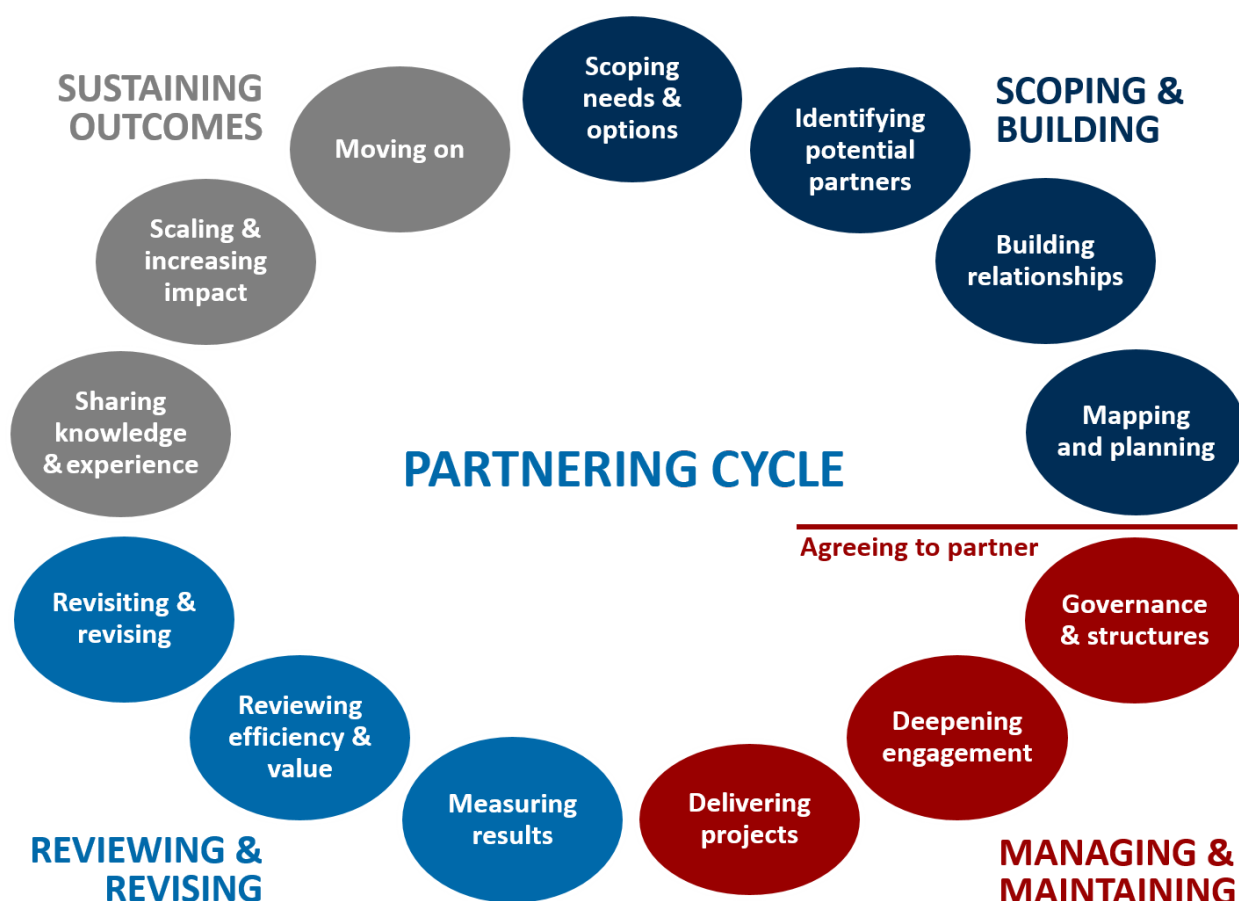 SCOPING &
BUILDING
Scoping
needs &
options
Identifying
potential
partners
Building
relationships
Mapping
and planning
Agreeing to partner
MANAGING &
MAINTAINING
Governance
& structures
Deepening
engagement
Delivering
projects
REVIEWING &
REVISING
Measuring
results
Reviewing
efficiency &
value
Revisiting &
revising
SUSTAINING
OUTCOMES
Sharing
knowledge
& experience
Scaling &
increasing
impact
Moving on
PARTNERING CYCLE